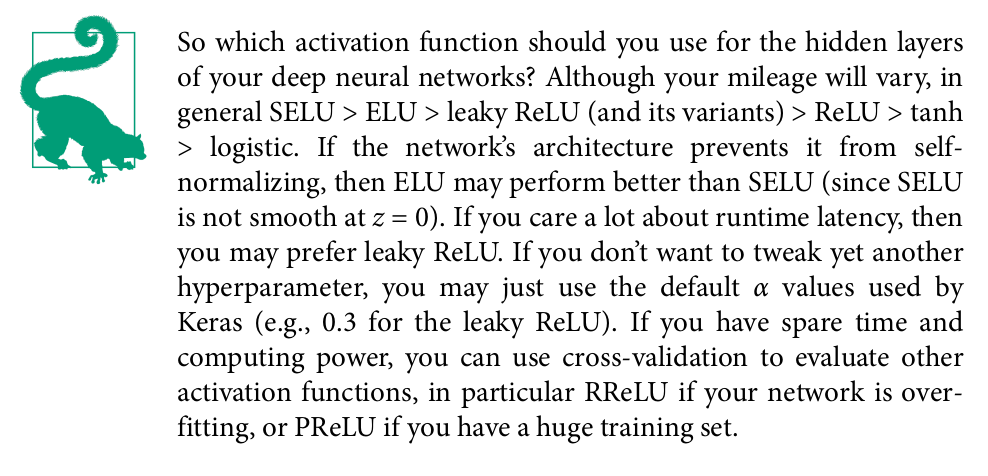 So which activation function should you use for the hidden layers
of your deep neural networks? Although your mileage will vary, in
general SELU > ELU > leaky ReLU (and its variants) > ReLU > tanh
> logistic. If the network’s architecture prevents it from self-
normalizing, then ELU may perform better than SELU (since SELU
is not smooth at z = 0). If you care a lot about runtime latency, then
you may prefer leaky ReLU. If you don’t want to tweak yet another
hyperparameter, you may just use the default α values used by
Keras (e.g., 0.3 for the leaky ReLU). If you have spare time and
computing power, you can use cross-validation to evaluate other
activation functions, in particular RReLU if your network is over-
fitting, or PReLU if you have a huge training set.